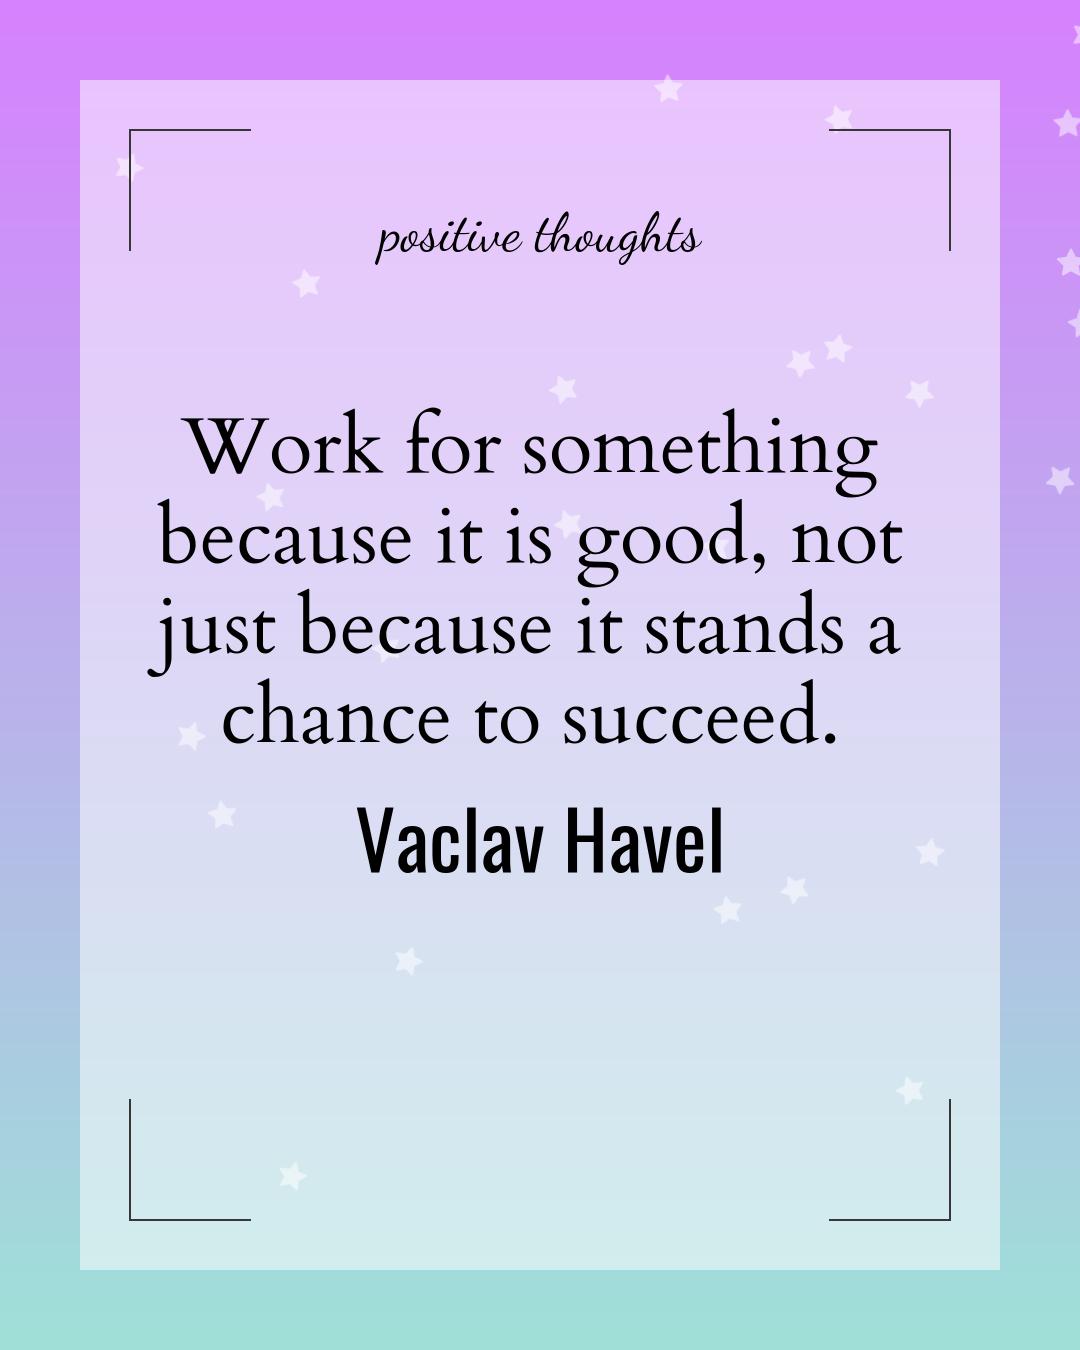 positive thoughts
Work for something
because it is good, not
just because it stands a
chance to succeed.
Vaclav Havel